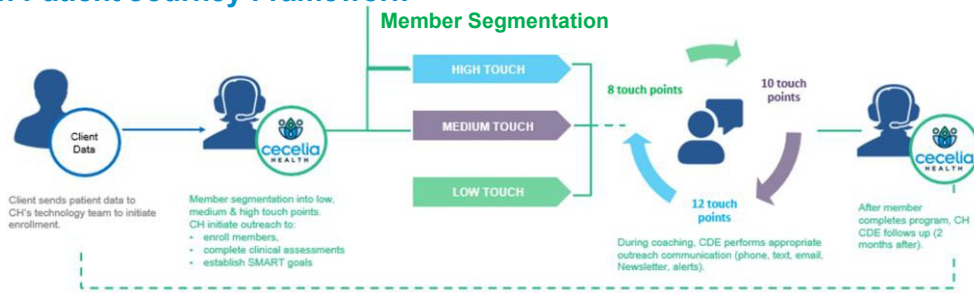 Patient Journey Framework
Member Segmentation
HIGH TOUCH
MEDIUM TOUCH
LOW TOUCH
Client
Data
cecelia
HEALTH
8 touch points
10 touch
points
12 touch
points
cecelia
HEALTH
Client sends patient data to
CH's technology team to initiate
enrollment.
Member segmentation into low,
medium & high touch points.
CH initiate outreach to:
• enroll members,
• complete clinical assessments
• establish SMART goals
During coaching, CDE performs appropriate
outreach communication (phone, text, email,
Newsletter, alerts).
After member
completes program, CH
CDE follows up (2
months after).